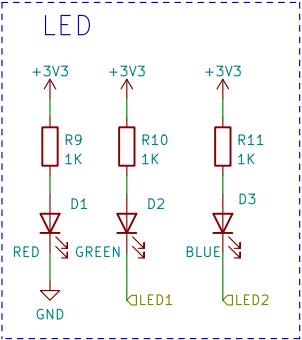 LED
+3V3 +3V3 +3V3
R9 R10 R11
1K 1K 1K
D1 D2 D3
RED GREEN BLUE
LED1 LED2
GND